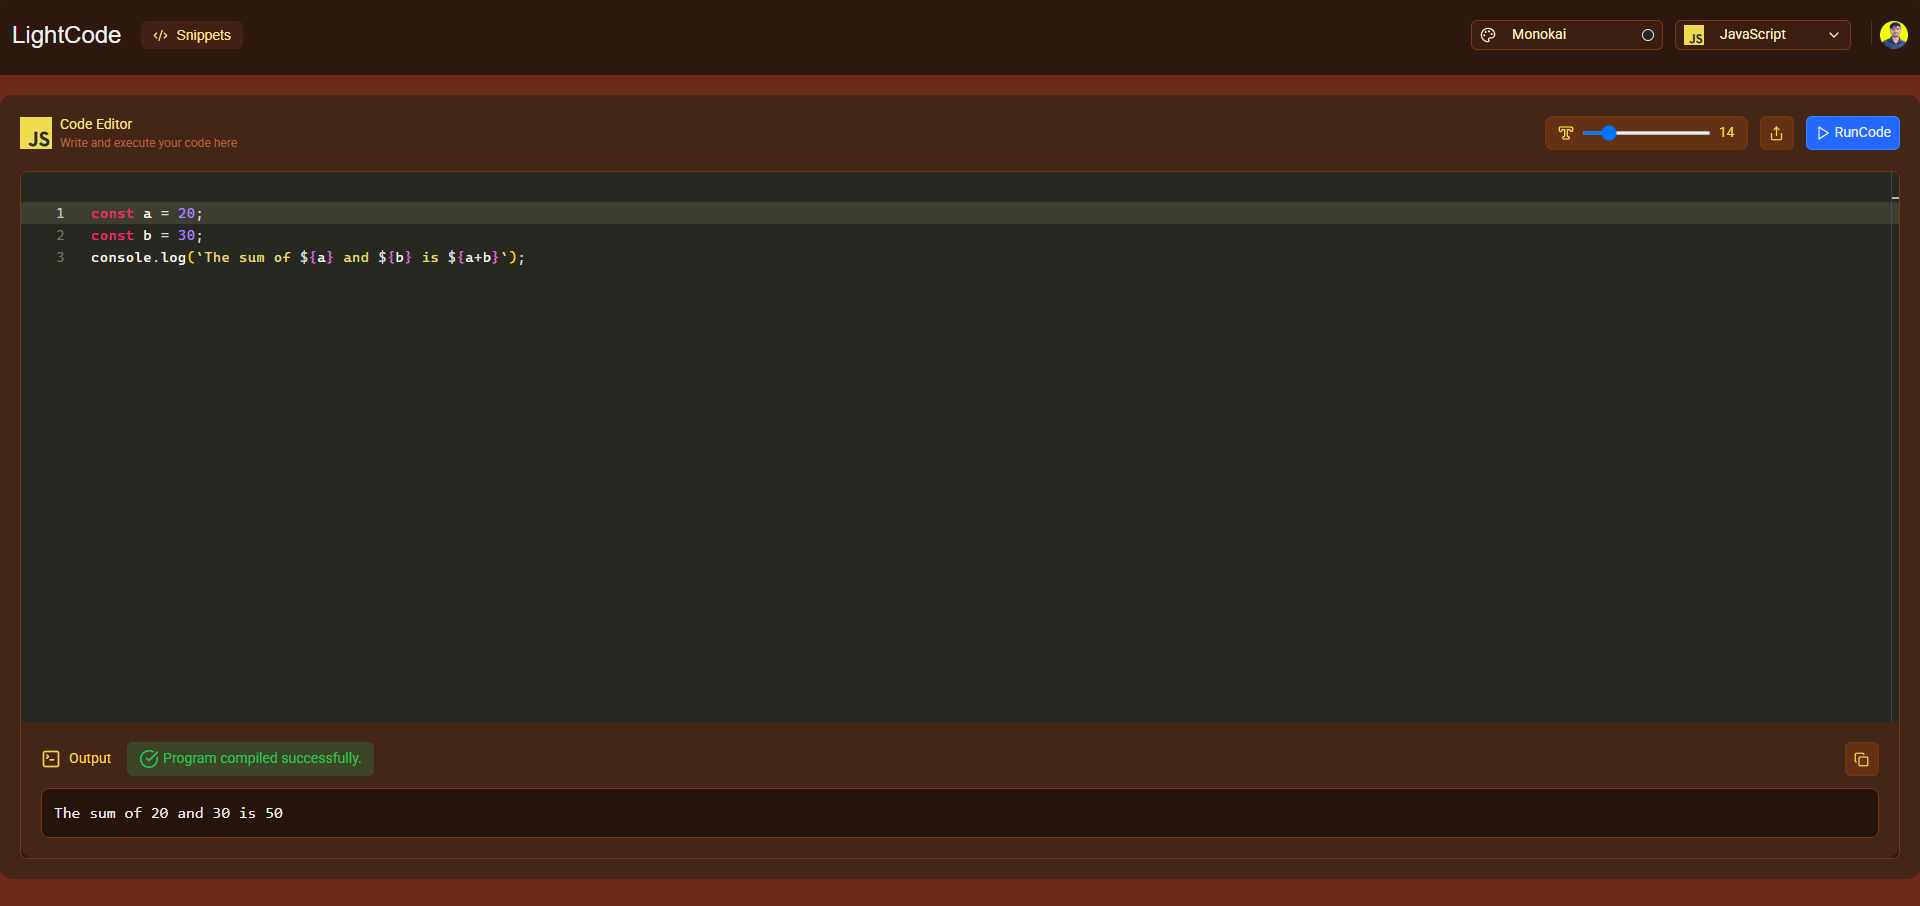 LightCode
</> Snippets
Monokai
JS JavaScript
JS
Code Editor
Write and execute your code here
14
RunCode
1 const a = 20;
2 const b = 30;
3 console.log(`The sum of ${a} and ${b} is ${a+b}`);
Output
Program compiled successfully.
The sum of 20 and 30 is 50